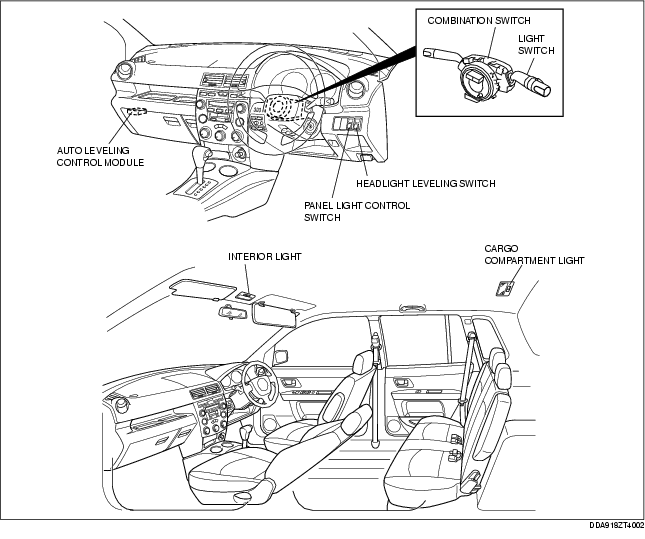 COMBINATION SWITCH
LIGHT
SWITCH
AUTO LEVELING
CONTROL MODULE
HEADLIGHT LEVELING SWITCH
PANEL LIGHT CONTROL
SWITCH
INTERIOR LIGHT
CARGO
COMPARTMENT LIGHT
DDA918ZT4002